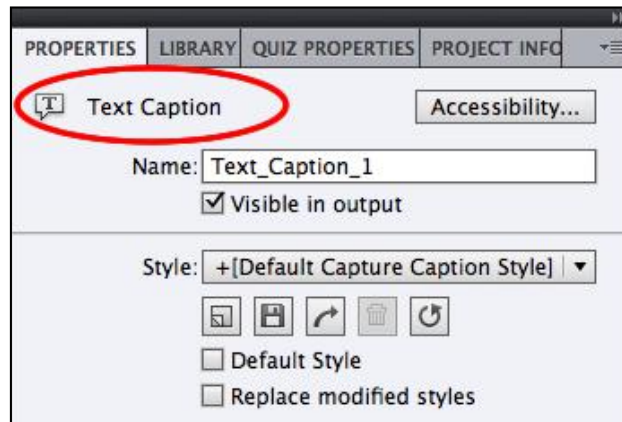 PROPERTIES LIBRARY QUIZ PROPERTIES PROJECT INFO
T Text Caption Accessibility...
Name: Text_Caption_1
Visible in output
Style: +[Default Capture Caption Style]
Default Style
Replace modified styles